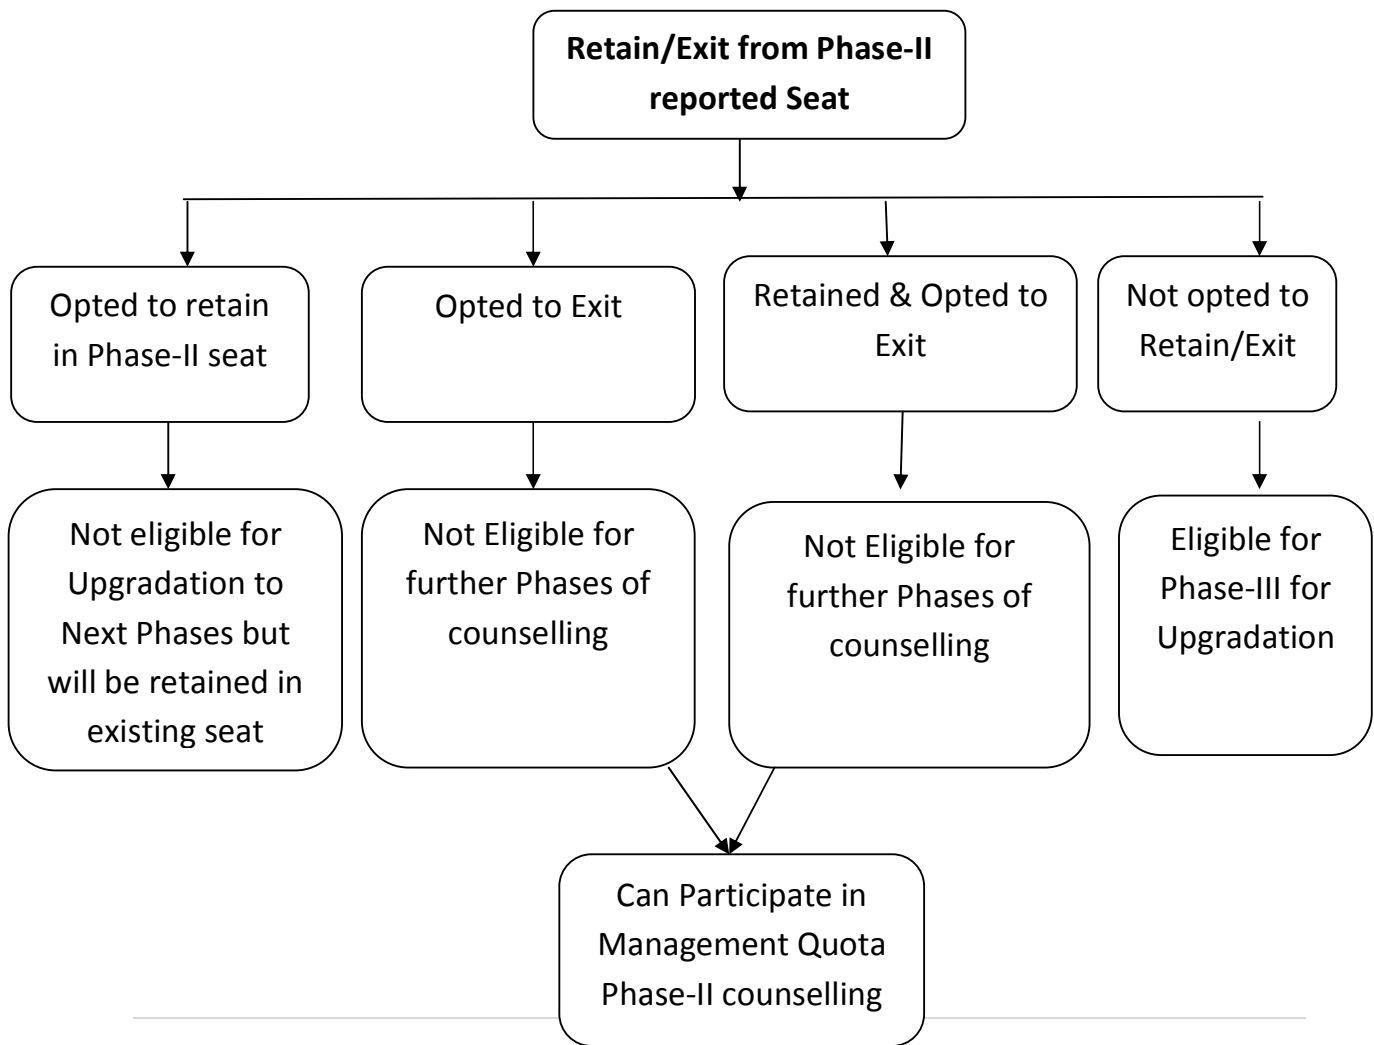 Retain/Exit from Phase-II
reported Seat
Opted to retain
in Phase-II seat
Opted to Exit
Retained & Opted to
Exit
Not opted to
Retain/Exit
Not eligible for
Upgradation to
Next Phases but
will be retained in
existing seat
Not Eligible for
further Phases of
counselling
Not Eligible for
further Phases of
counselling
Eligible for
Phase-III for
Upgradation
Can Participate in
Management Quota
Phase-II counselling